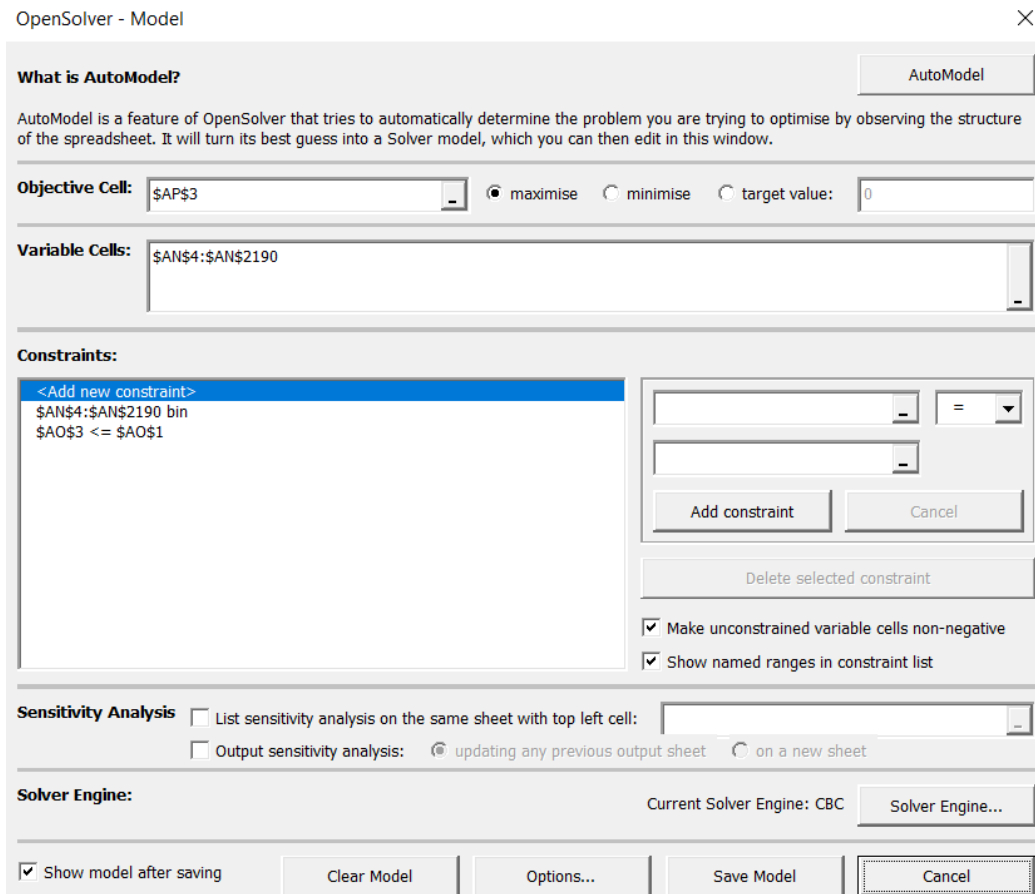 OpenSolver - Model
What is AutoModel?
AutoModel
AutoModel is a feature of OpenSolver that tries to automatically determine the problem you are trying to optimise by observing the structure
of the spreadsheet. It will turn its best guess into a Solver model, which you can then edit in this window.
Objective Cell:
$AP$3
_
maximise
minimise
target value:
0
Variable Cells:
$AN$4:$AN$2190
_
Constraints:
<Add new constraint>
$AN$4:$AN$2190 bin
$AO$3 <= $AO$1
_
=
_
Add constraint
Cancel
Delete selected constraint
Make unconstrained variable cells non-negative
Show named ranges in constraint list
Sensitivity Analysis
List sensitivity analysis on the same sheet with top left cell:
_
Output sensitivity analysis:
updating any previous output sheet
on a new sheet
Solver Engine:
Current Solver Engine: CBC
Solver Engine...
Show model after saving
Clear Model
Options...
Save Model
Cancel